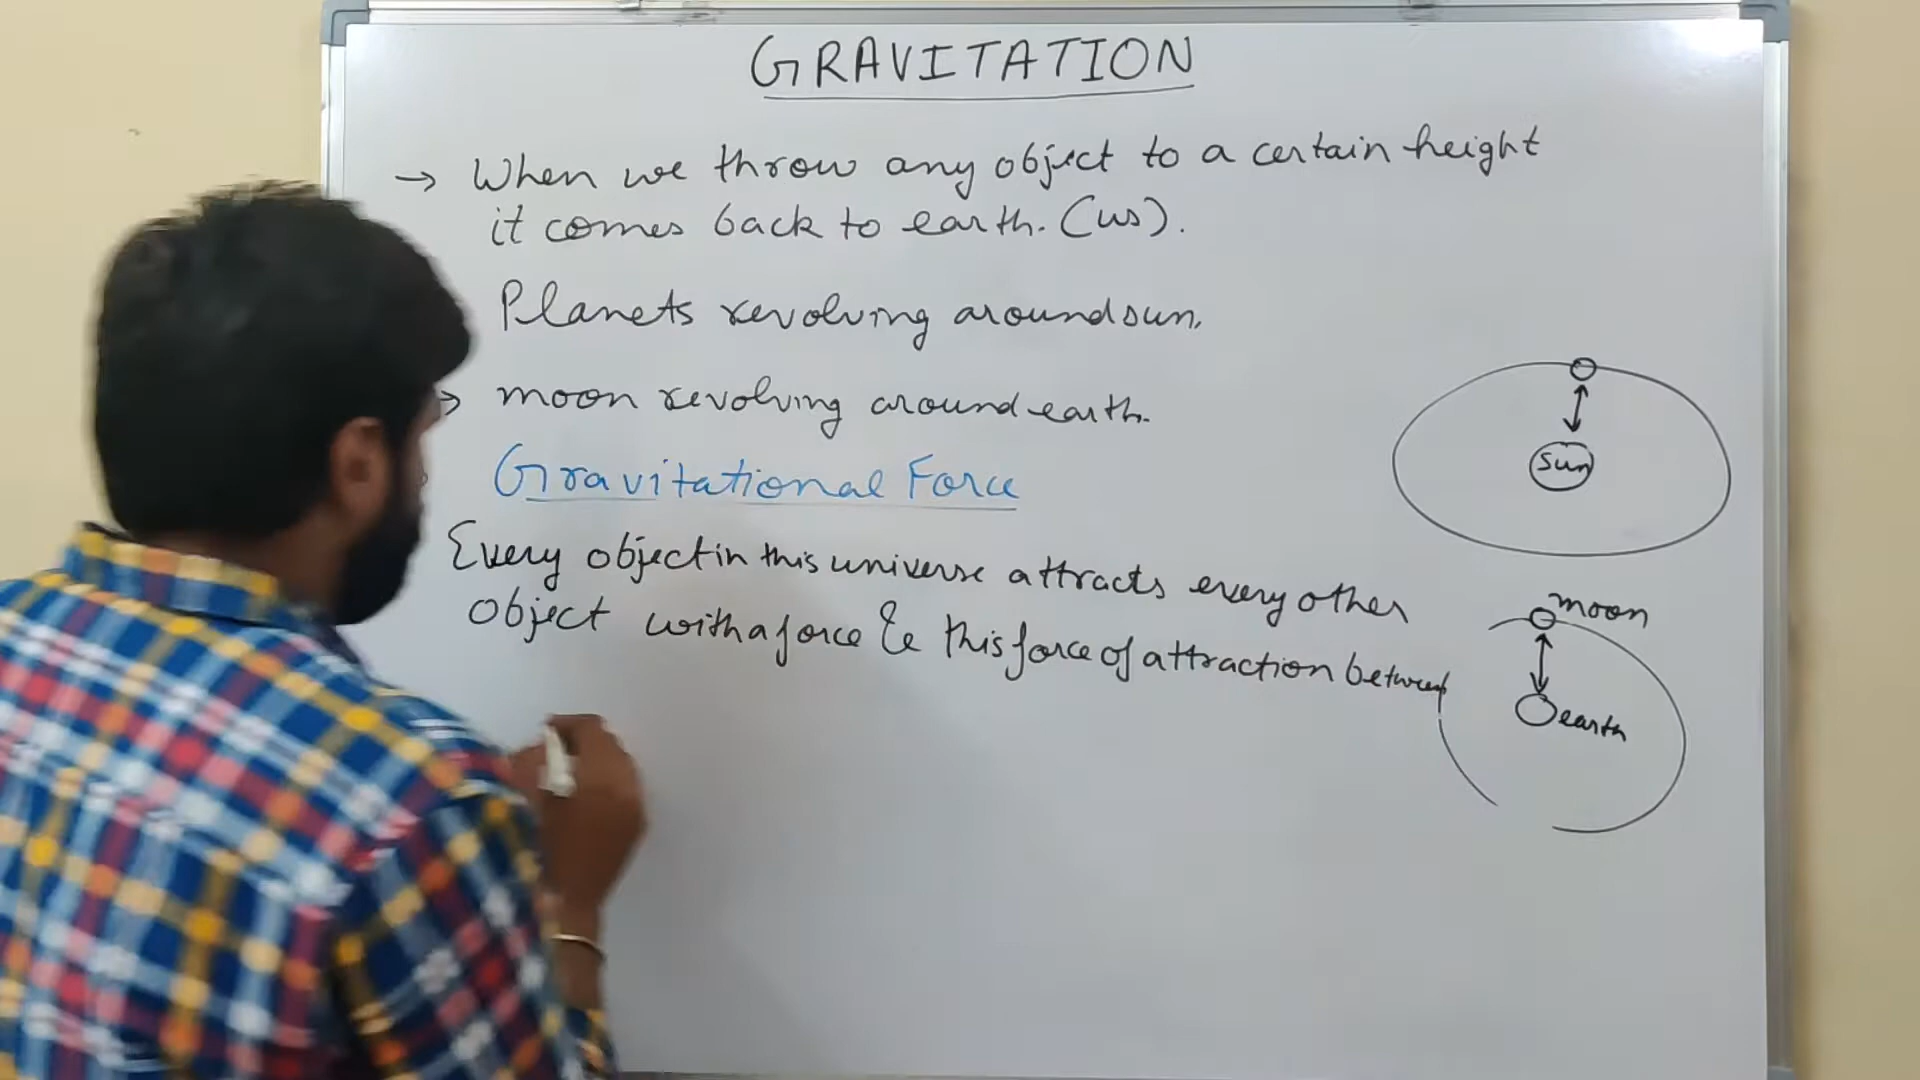 GRAVITATION
→ When we throw any object to a certain height
it comes back to earth. (us).
Planets revolving around sun.
→ moon revolving around earth.
Gravitational Force
Every object in this universe attracts every other
object with a force & this force of attraction between
sun
moon
earth